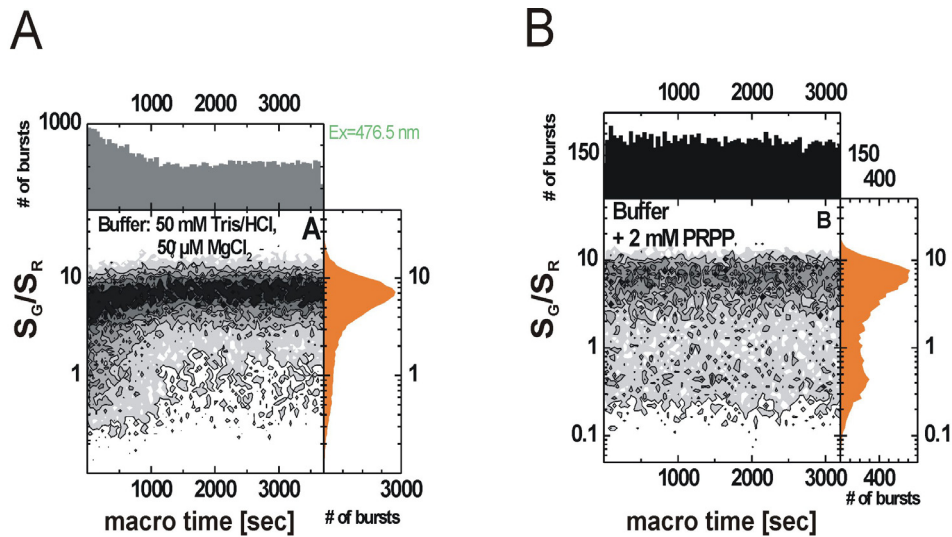 A
1000 2000 3000
1000
# of bursts
Ex=476.5 nm
Buffer: 50 mM Tris/HCl,
50 µM MgCl2
A
10
1
SG/SR
10
1
1000 2000 3000
3000
macro time [sec]
# of bursts
B
1000 2000 3000
# of bursts
150
150
400
Buffer
+ 2 mM PRPP
B
SG/SR
10
1
0.1
10
1
0.1
1000 2000 3000
400
# of bursts
macro time [sec]